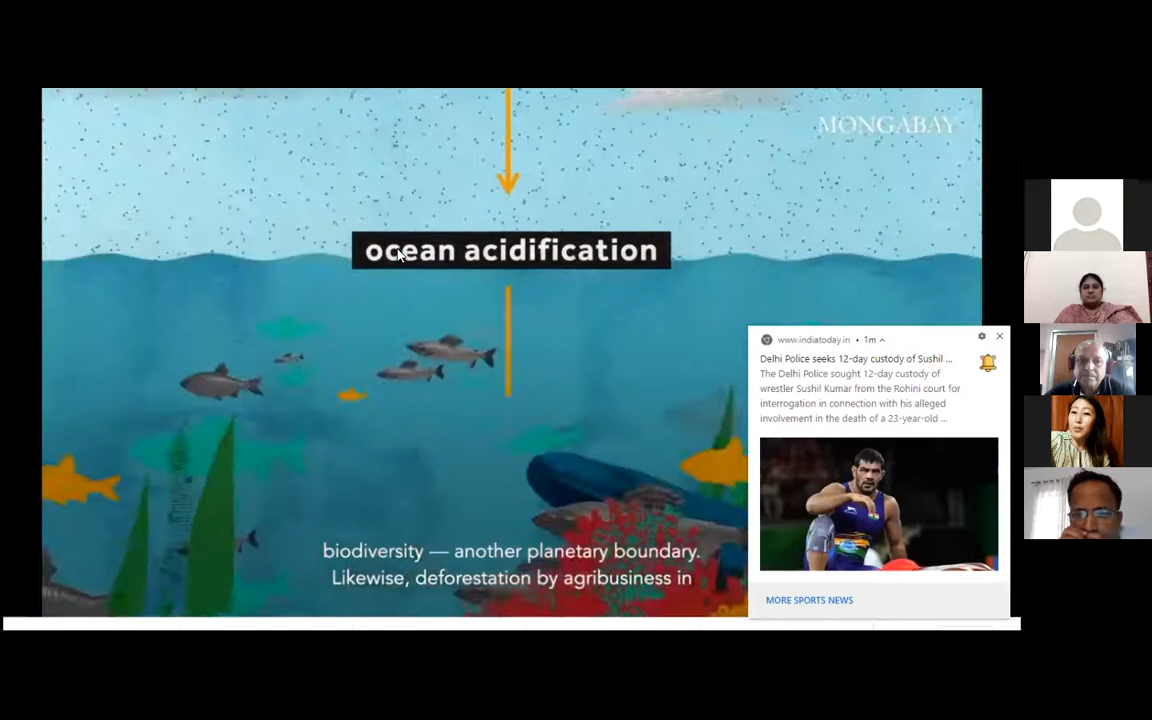 MONGABAY
ocean acidification
biodiversity — another planetary boundary.
Likewise, deforestation by agribusiness in
www.indiatoday.in • 1m
Delhi Police seeks 12-day custody of Sushil ...
The Delhi Police sought 12-day custody of
wrestler Sushil Kumar from the Rohini court for
interrogation in connection with his alleged
involvement in the death of a 23-year-old ...
MORE SPORTS NEWS